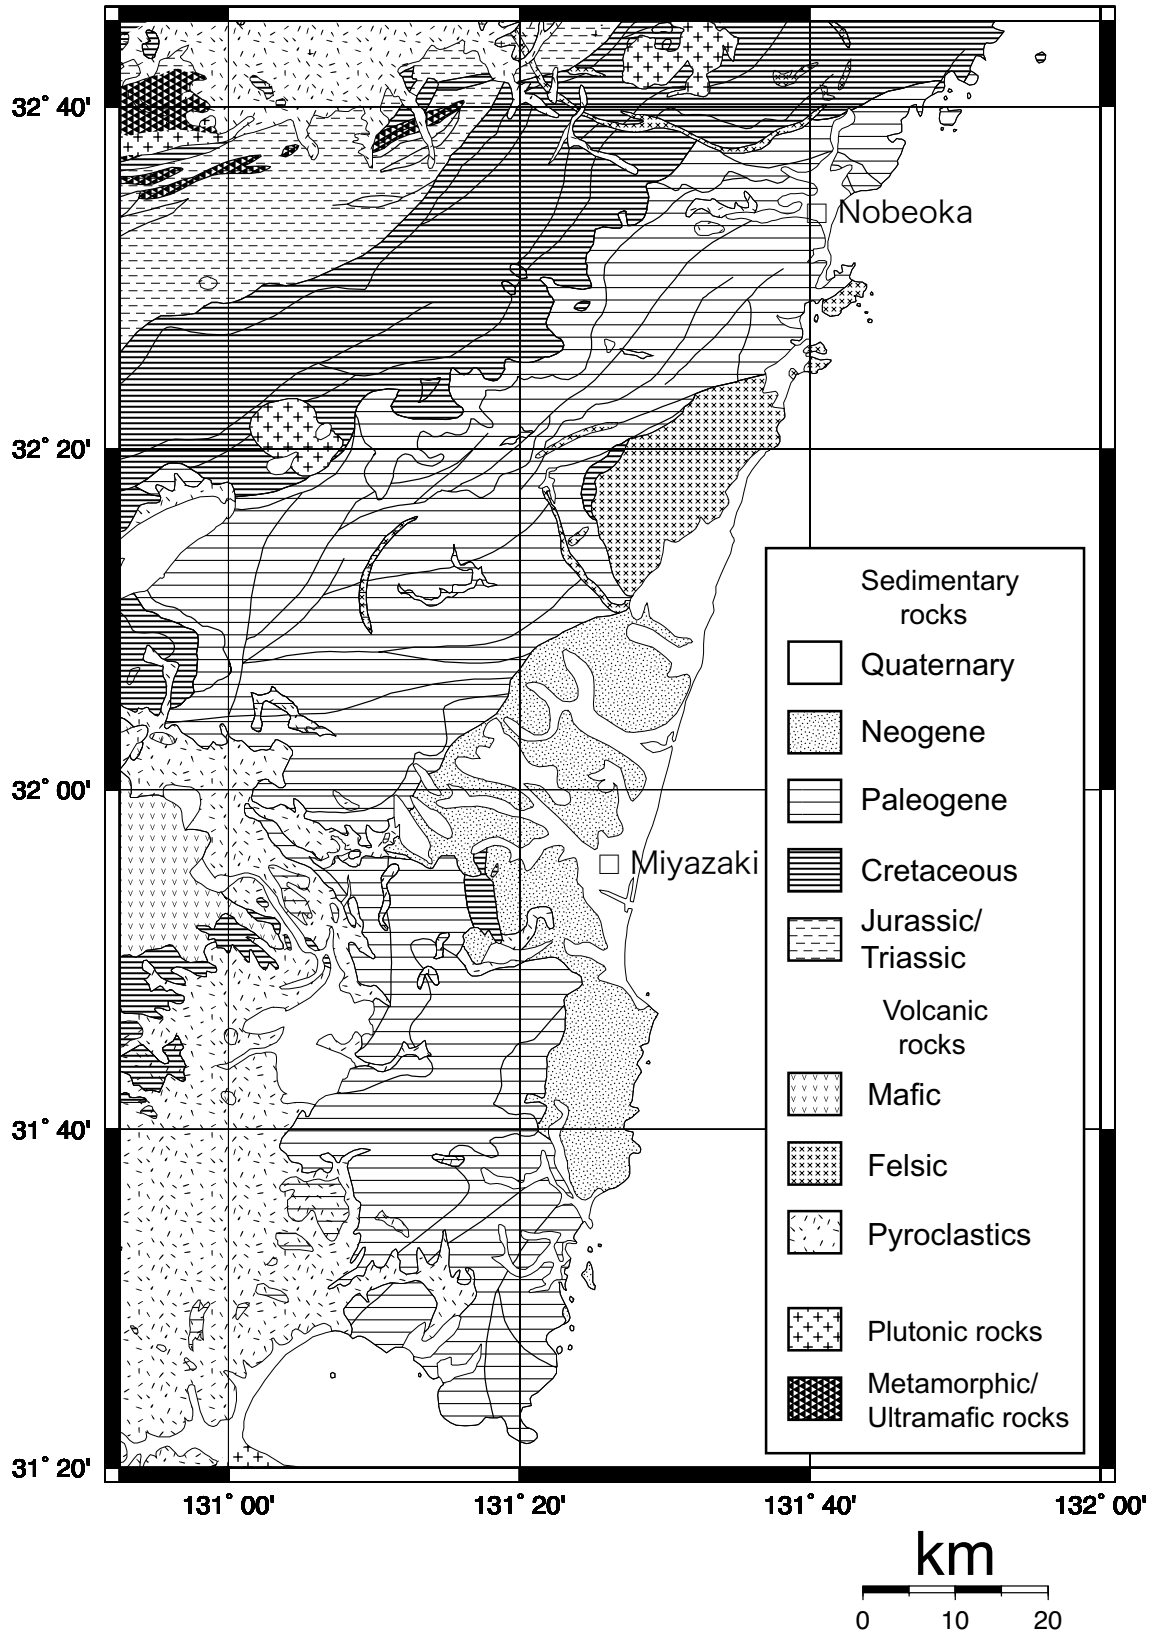 32° 40'
Nobeoka
32° 20'
Sedimentary
rocks
Quaternary
Neogene
32° 00'
Paleogene
Miyazaki
Cretaceous
Jurassic/
Triassic
Volcanic
rocks
Mafic
31° 40'
Felsic
Pyroclastics
Plutonic rocks
Metamorphic/
Ultramafic rocks
31° 20'
131° 00' 131° 20' 131° 40' 132° 00'
km
0 10 20